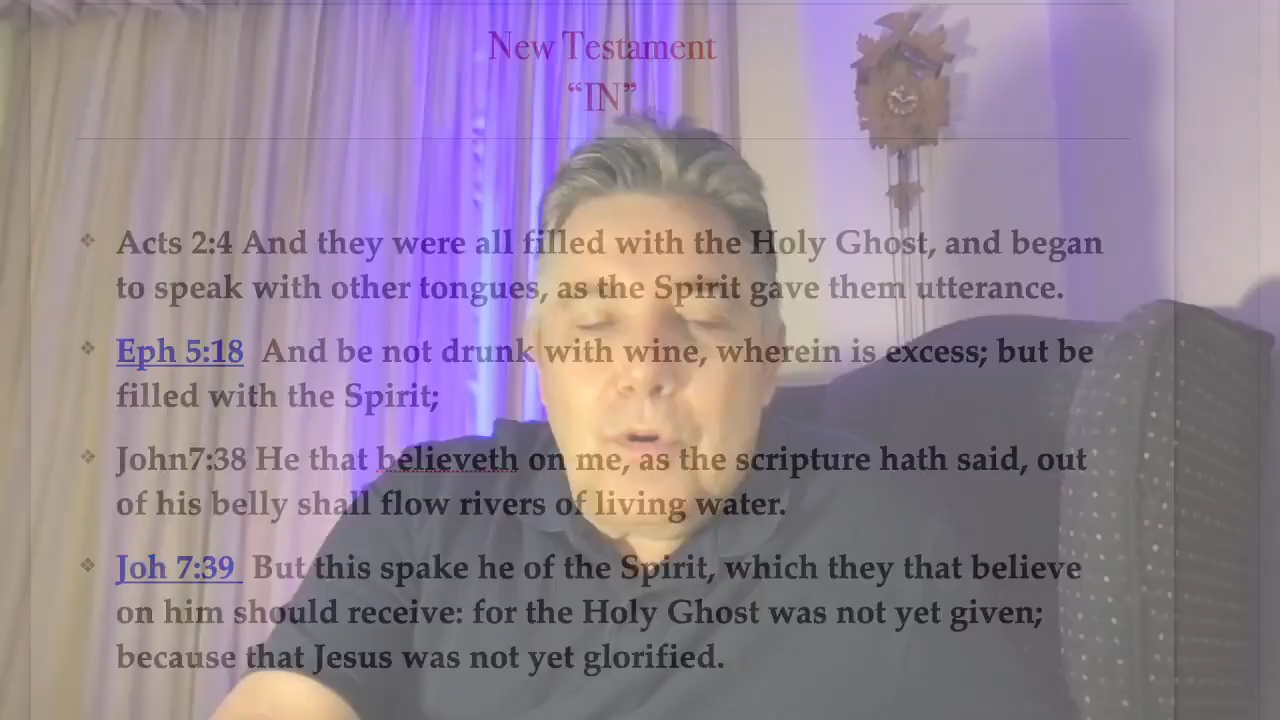 New Testament
“IN”
❖ Acts 2:4 And they were all filled with the Holy Ghost, and began
to speak with other tongues, as the Spirit gave them utterance.
❖ Eph 5:18 And be not drunk with wine, wherein is excess; but be
filled with the Spirit;
❖ John7:38 He that believeth on me, as the scripture hath said, out
of his belly shall flow rivers of living water.
❖ Joh 7:39 But this spake he of the Spirit, which they that believe
on him should receive: for the Holy Ghost was not yet given;
because that Jesus was not yet glorified.